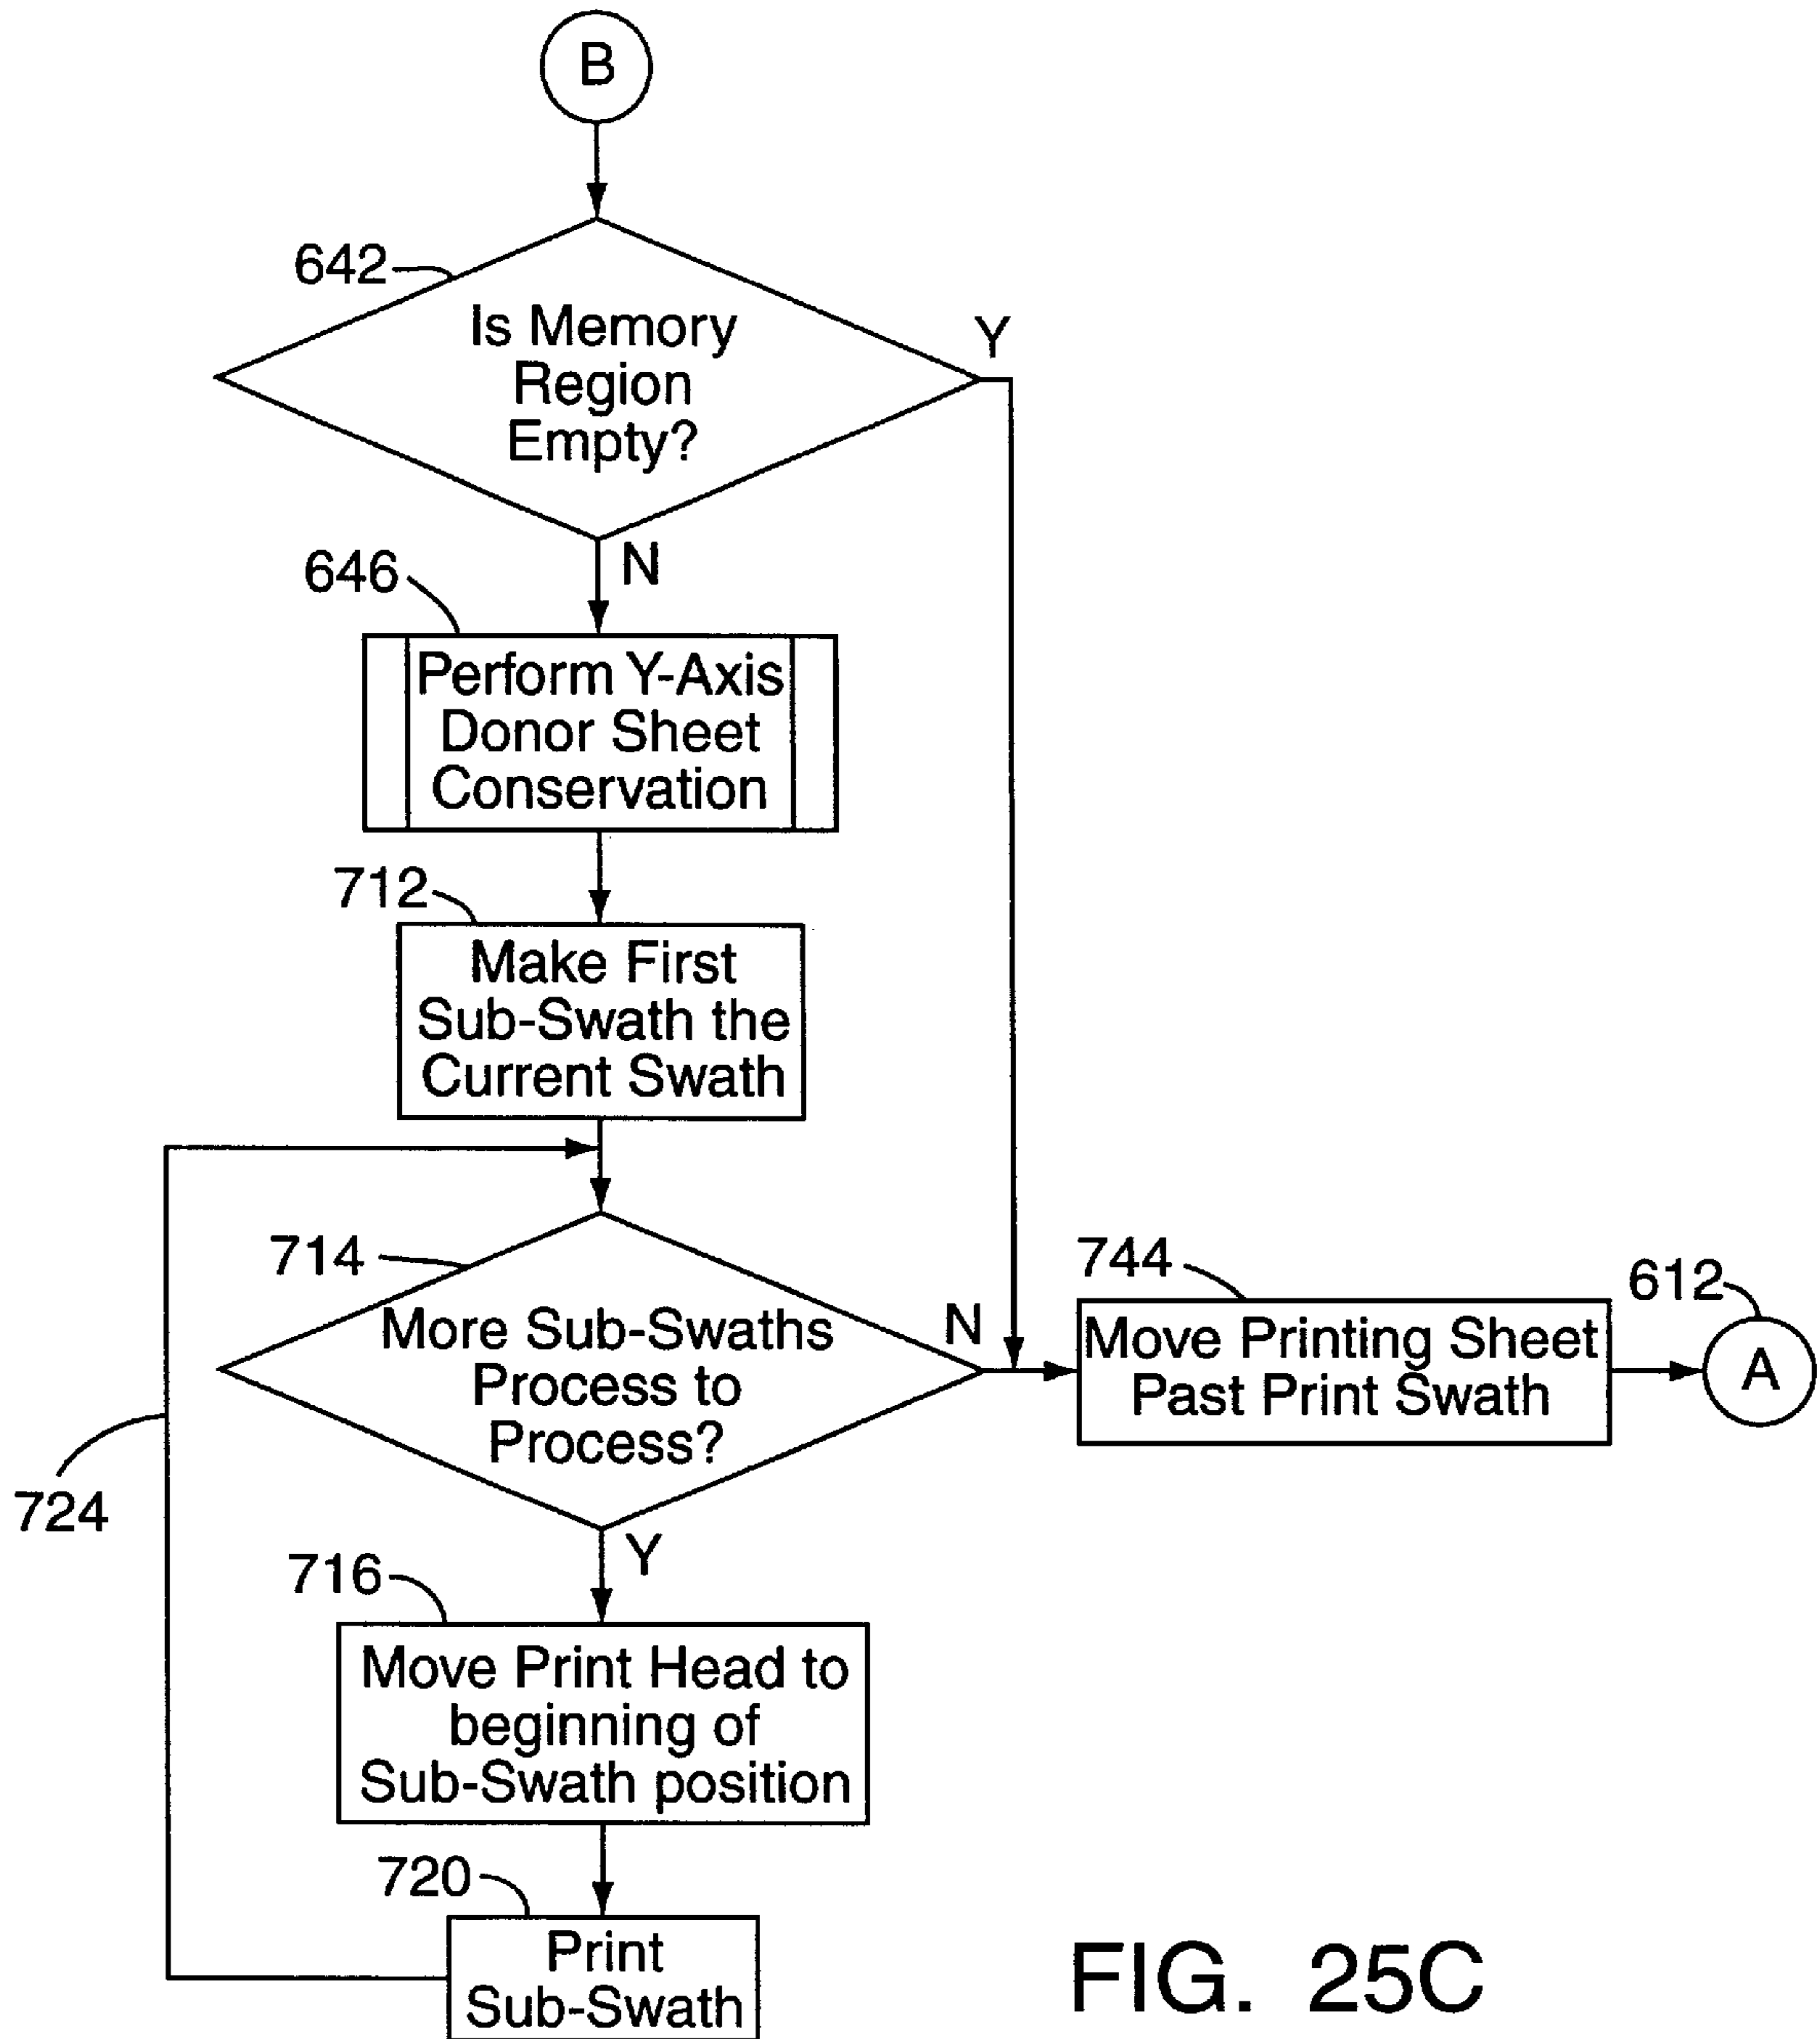 B
642
Is Memory
Region
Empty?
Y
N
646
Perform Y-Axis
Donor Sheet
Conservation
712
Make First
Sub-Swath the
Current Swath
714
More Sub-Swaths
Process to
Process?
N
744
Move Printing Sheet
Past Print Swath
612
A
724
Y
716
Move Print Head to
beginning of
Sub-Swath position
720
Print
Sub-Swath
FIG. 25C